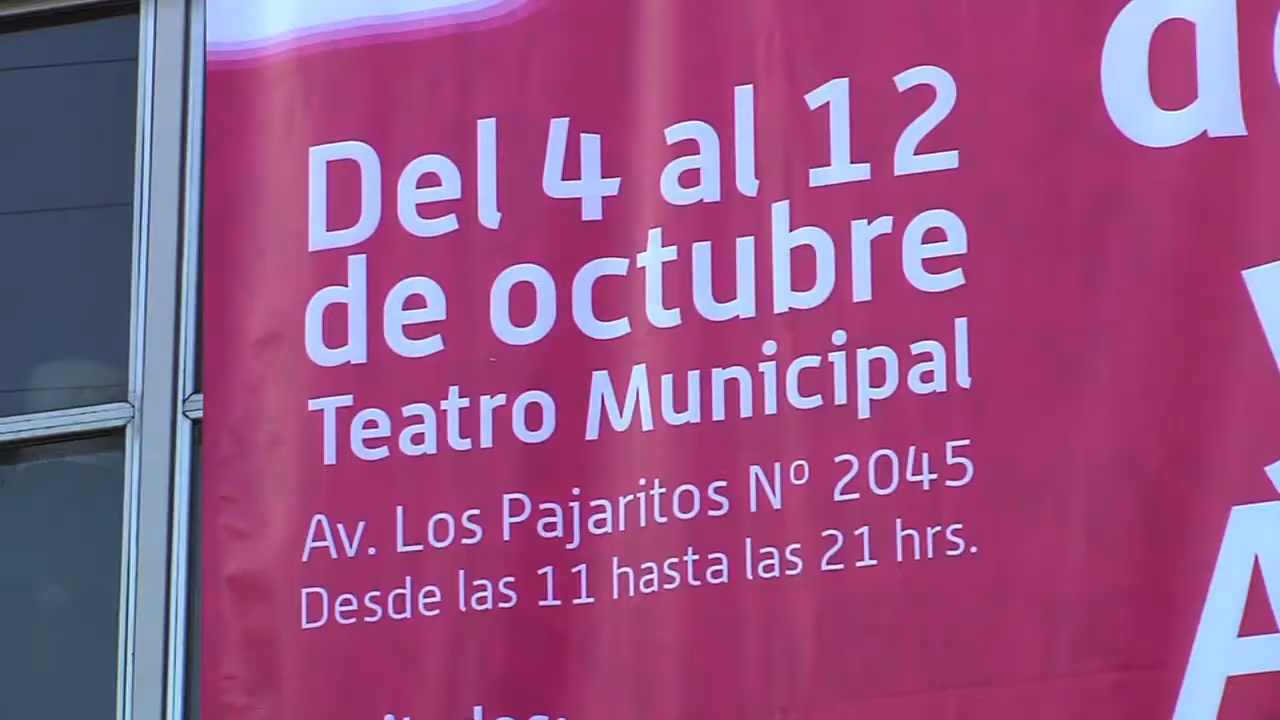 Del 4 al 12
de octubre
Teatro Municipal
Av. Los Pajaritos Nº 2045
Desde las 11 hasta las 21 hrs.